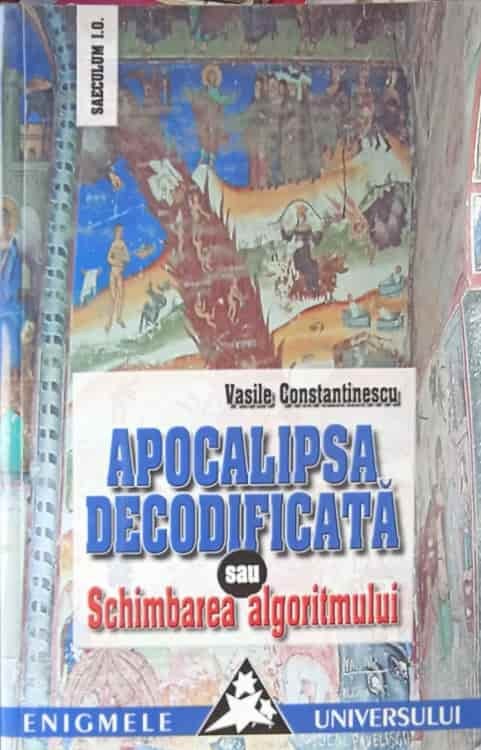 SAECULUM I.O.
Vasile Constantinescu
APOCALIPSA
DECODIFICATĂ
sau
Schimbarea algoritmului
ENIGMELE UNIVERSULUI